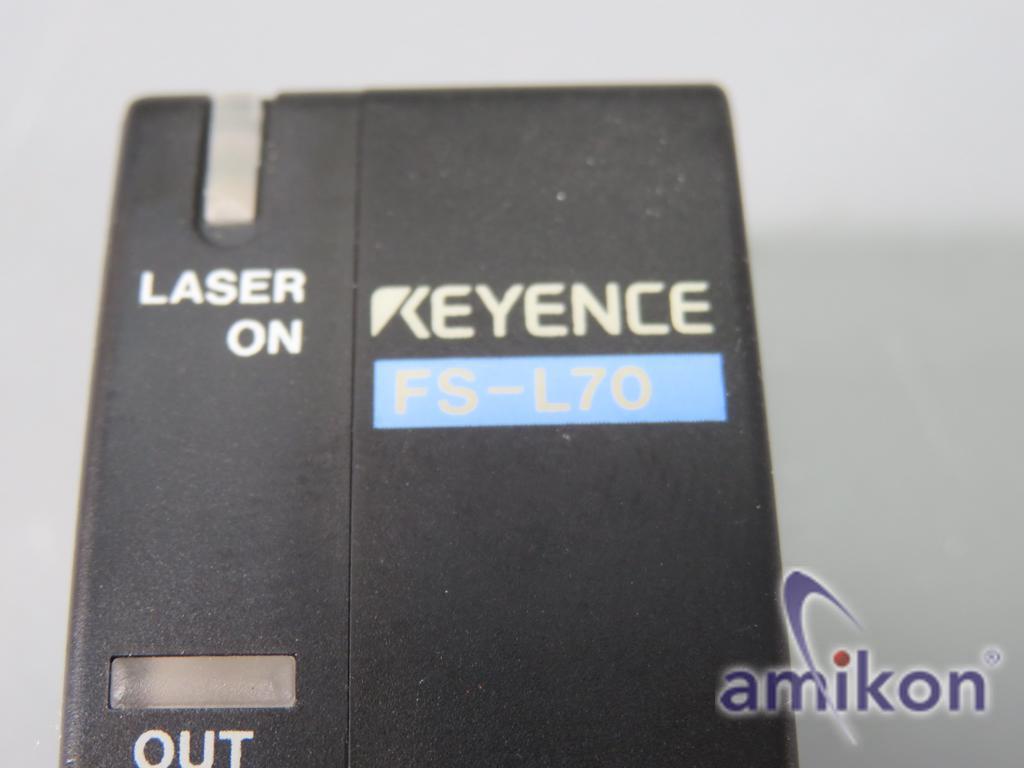 LASER
ON
KEYENCE
FS-L70
OUT
amikon®